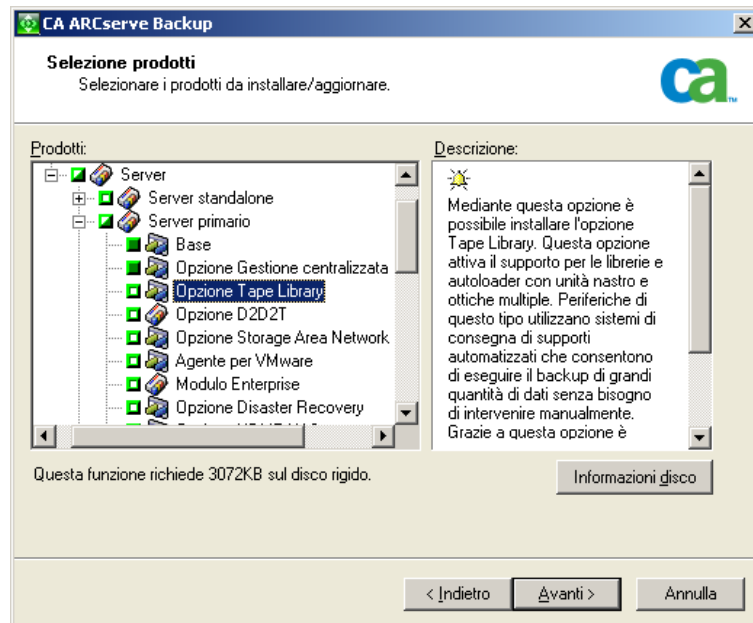 CA ARCserve Backup
Selezione prodotti
Selezionare i prodotti da installare/aggiornare.
ca
Prodotti:
Server
Server standalone
Server primario
Base
Opzione Gestione centralizzata
Opzione Tape Library
Opzione D2D2T
Opzione Storage Area Network
Agente per VMware
Modulo Enterprise
Opzione Disaster Recovery
Descrizione:
Mediante questa opzione è
possibile installare l'opzione
Tape Library. Questa opzione
attiva il supporto per le librerie e
autoloader con unità nastro e
ottiche multiple. Periferiche di
questo tipo utilizzano sistemi di
consegna di supporti
automatizzati che consentono
di eseguire il backup di grandi
quantità di dati senza bisogno
di intervenire manualmente.
Grazie a questa opzione è
Questa funzione richiede 3072KB sul disco rigido.
Informazioni disco
< Indietro
Avanti >
Annulla